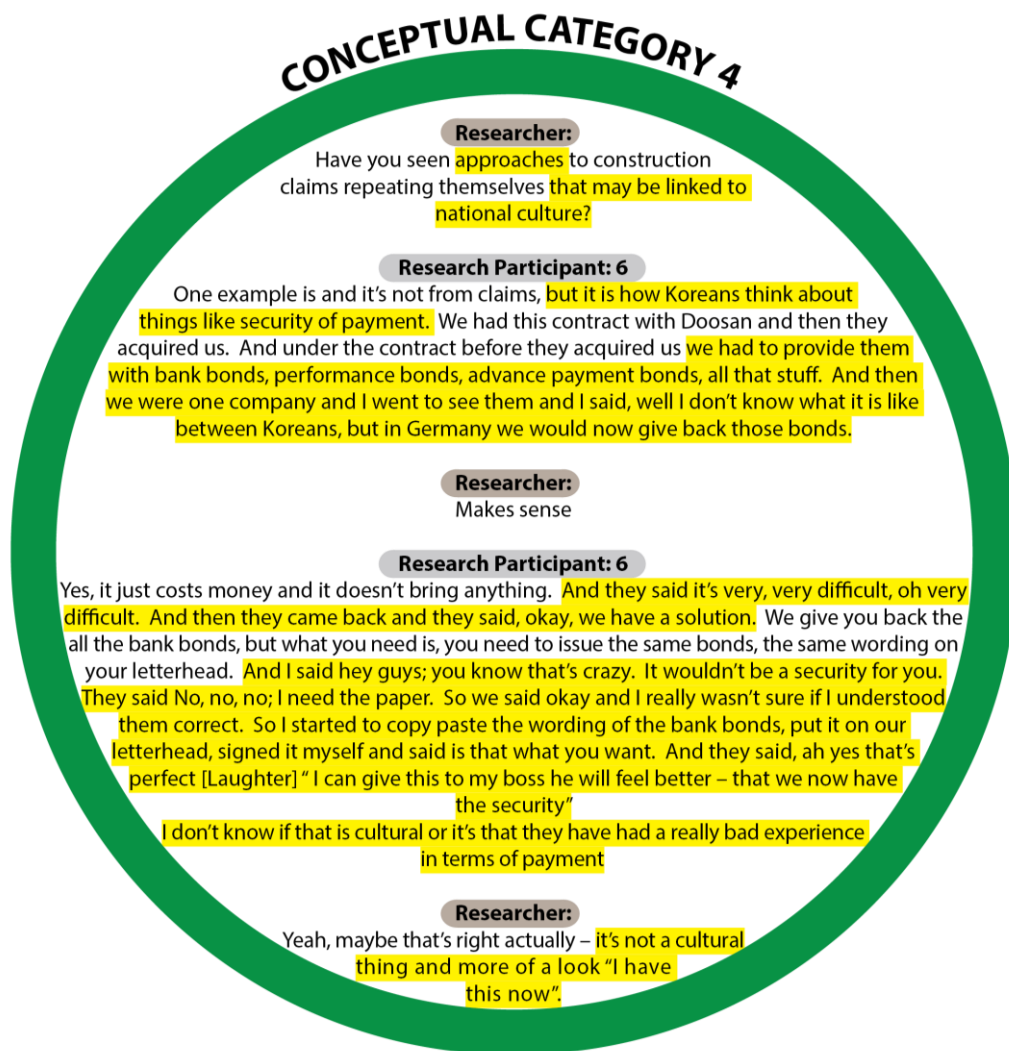 CONCEPTUAL CATEGORY 4
Researcher:
Have you seen approaches to construction
claims repeating themselves that may be linked to
national culture?
Research Participant: 6
One example is and it's not from claims, but it is how Koreans think about
things like security of payment. We had this contract with Doosan and then they
acquired us. And under the contract before they acquired us we had to provide them
with bank bonds, performance bonds, advance payment bonds, all that stuff. And then
we were one company and I went to see them and I said, well I don't know what it is like
between Koreans, but in Germany we would now give back those bonds.
Researcher:
Makes sense
Research Participant: 6
Yes, it just costs money and it doesn't bring anything. And they said it's very, very difficult, oh very
difficult. And then they came back and they said, okay, we have a solution. We give you back the
all the bank bonds, but what you need is, you need to issue the same bonds, the same wording on
your letterhead. And I said hey guys; you know that's crazy. It wouldn't be a security for you.
They said No, no, no; I need the paper. So we said okay and I really wasn't sure if I understood
them correct. So I started to copy paste the wording of the bank bonds, put it on our
letterhead, signed it myself and said is that what you want. And they said, ah yes that's
perfect [Laughter] “ I can give this to my boss he will feel better – that we now have
the security”
I don't know if that is cultural or it's that they have had a really bad experience
in terms of payment
Researcher:
Yeah, maybe that's right actually – it's not a cultural
thing and more of a look “I have
this now”.